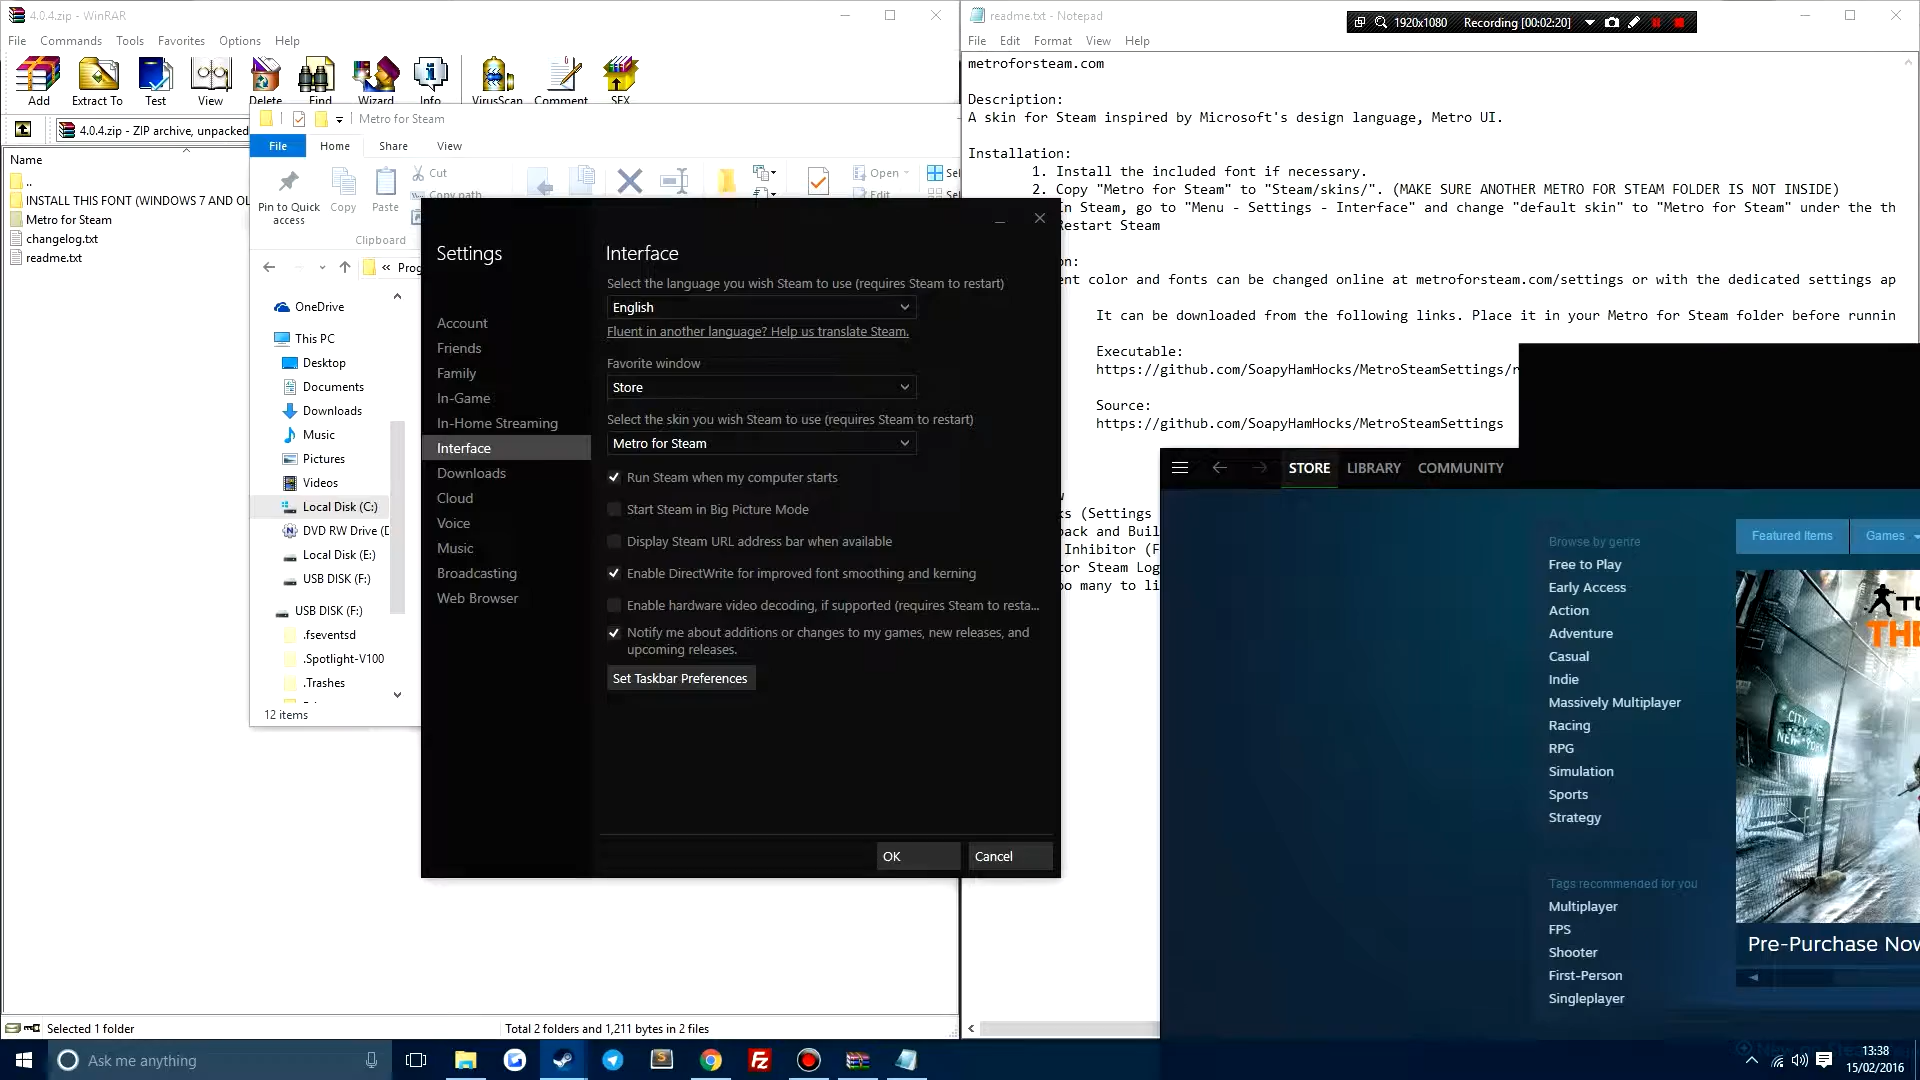 4.0.4.zip - WinRAR
File Commands Tools Favorites Options Help
Add Extract To Test View Delete Find Wizard Info VirusScan Comment SFX
4.0.4.zip - ZIP archive, unpacked
Name
..
INSTALL THIS FONT (WINDOWS 7 AND OL
Metro for Steam
changelog.txt
readme.txt
Selected 1 folder
Total 2 folders and 1,211 bytes in 2 files
Metro for Steam
File Home Share View
Pin to Quick access
Copy
Paste
Cut
Copy path
Open
Edit
Sel
Clipboard
« Prog
OneDrive
This PC
Desktop
Documents
Downloads
Music
Pictures
Videos
Local Disk (C:)
DVD RW Drive (D
Local Disk (E:)
USB DISK (F:)
USB DISK (F:)
.fseventsd
.Spotlight-V100
.Trashes
12 items
Settings
Account
Friends
Family
In-Game
In-Home Streaming
Interface
Downloads
Cloud
Voice
Music
Broadcasting
Web Browser
Interface
Select the language you wish Steam to use (requires Steam to restart)
English
Fluent in another language? Help us translate Steam.
Favorite window
Store
Select the skin you wish Steam to use (requires Steam to restart)
Metro for Steam
Run Steam when my computer starts
Start Steam in Big Picture Mode
Display Steam URL address bar when available
Enable DirectWrite for improved font smoothing and kerning
Enable hardware video decoding, if supported (requires Steam to resta...
Notify me about additions or changes to my games, new releases, and
upcoming releases.
Set Taskbar Preferences
OK Cancel
readme.txt - Notepad
1920x1080 Recording [00:02:20]
File Edit Format View Help
metroforsteam.com
Description:
A skin for Steam inspired by Microsoft's design language, Metro UI.
Installation:
1. Install the included font if necessary.
2. Copy "Metro for Steam" to "Steam/skins/". (MAKE SURE ANOTHER METRO FOR STEAM FOLDER IS NOT INSIDE)
In Steam, go to "Menu - Settings - Interface" and change "default skin" to "Metro for Steam" under the th
Restart Steam
on:
ent color and fonts can be changed online at metroforsteam.com/settings or with the dedicated settings ap
It can be downloaded from the following links. Place it in your Metro for Steam folder before runnin
Executable:
https://github.com/SoapyHamHocks/MetroSteamSettings/r
Source:
https://github.com/SoapyHamHocks/MetroSteamSettings
ks (Settings
back and Buil
Inhibitor (F
tor Steam Log
oo many to li
STORE LIBRARY COMMUNITY
Browse by genre
Free to Play
Early Access
Action
Adventure
Casual
Indie
Massively Multiplayer
Racing
RPG
Simulation
Sports
Strategy
Tags recommended for you
Multiplayer
FPS
Shooter
First-Person
Singleplayer
Featured Items Games
TO
THE
CITY OF
NEW YORK
Pre-Purchase Now
Ask me anything
13:38
15/02/2016